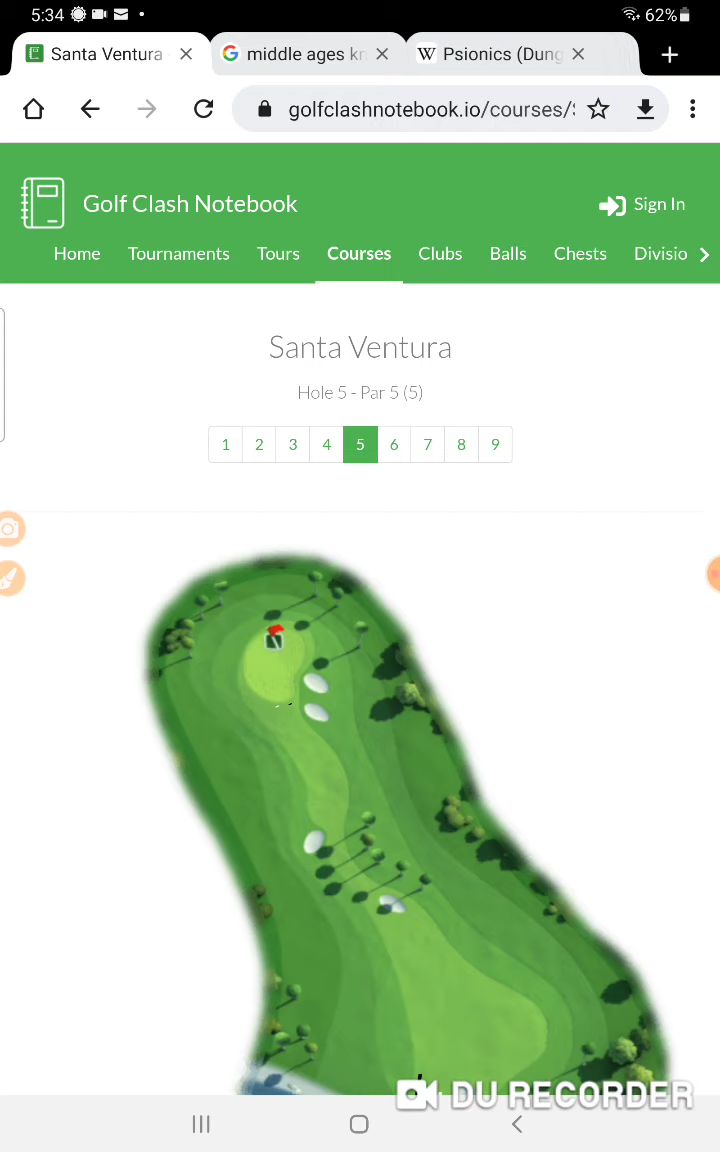 5:34 62%
Santa Ventura middle ages kn Psionics (Dung
golfclashnotebook.io/courses/
Golf Clash Notebook Sign In
Home Tournaments Tours Courses Clubs Balls Chests Divisio
Santa Ventura
Hole 5 - Par 5 (5)
1 2 3 4 5 6 7 8 9
DU RECORDER